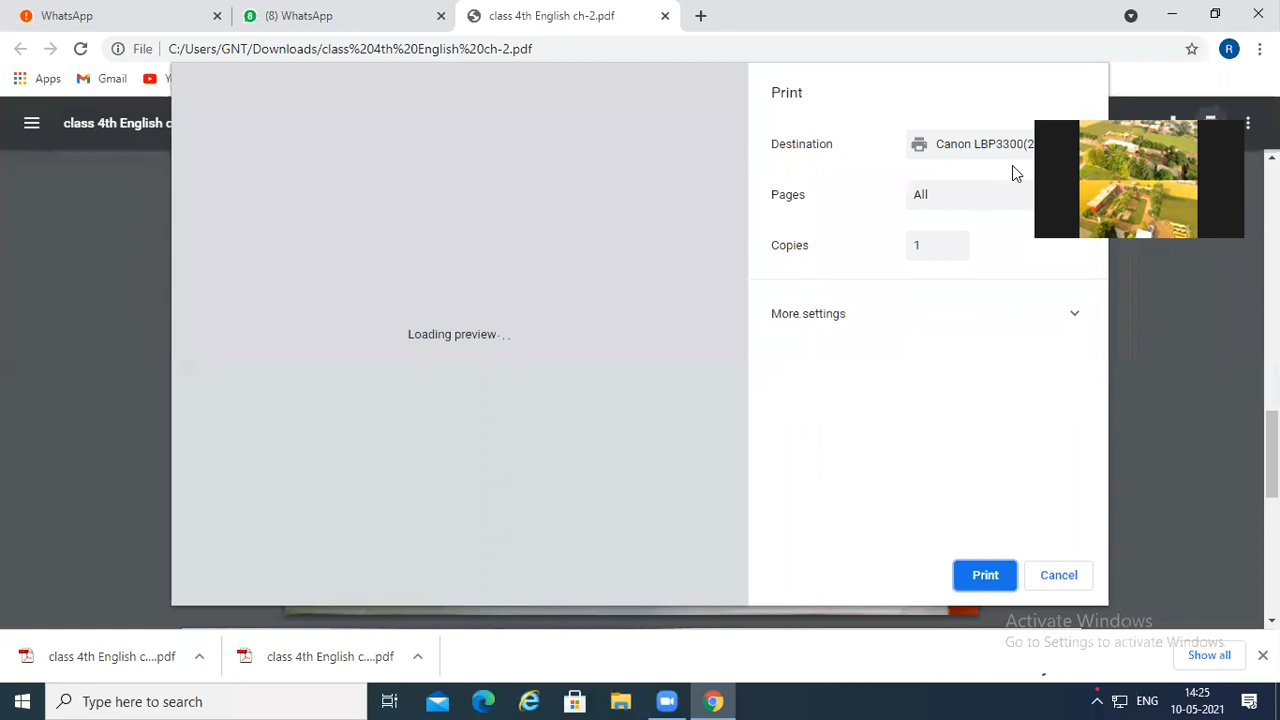 WhatsApp
(8) WhatsApp
class 4th English ch-2.pdf
File
C:/Users/GNT/Downloads/class%204th%20English%20ch-2.pdf
R
Apps
Gmail
class 4th English c
Print
Destination
Canon LBP3300(2
Pages
All
Copies
1
More settings
Loading preview...
Print
Cancel
Activate Windows
Go to Settings to activate Windows.
class 4th English c....pdf
class 4th English c....pdf
Show all
Type here to search
ENG
14:25
10-05-2021